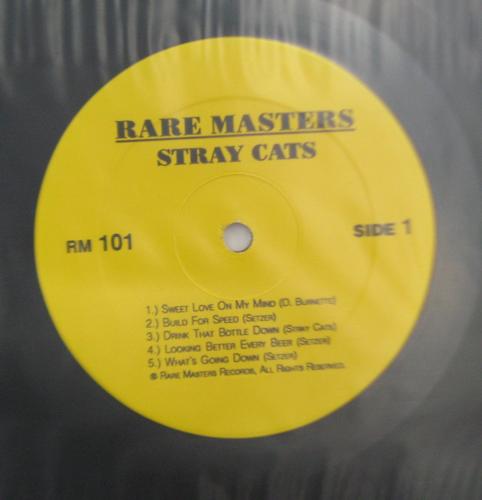 RARE MASTERS
STRAY CATS
RM 101
SIDE 1
1.) SWEET LOVE ON MY MIND (D. BURNETTE)
2.) BUILD FOR SPEED (SETZER)
3.) DRINK THAT BOTTLE DOWN (STRAY CATS)
4.) LOOKING BETTER EVERY BEER (SETZER)
5.) WHAT'S GOING DOWN (SETZER)
℗ RARE MASTERS RECORDS, ALL RIGHTS RESERVED.